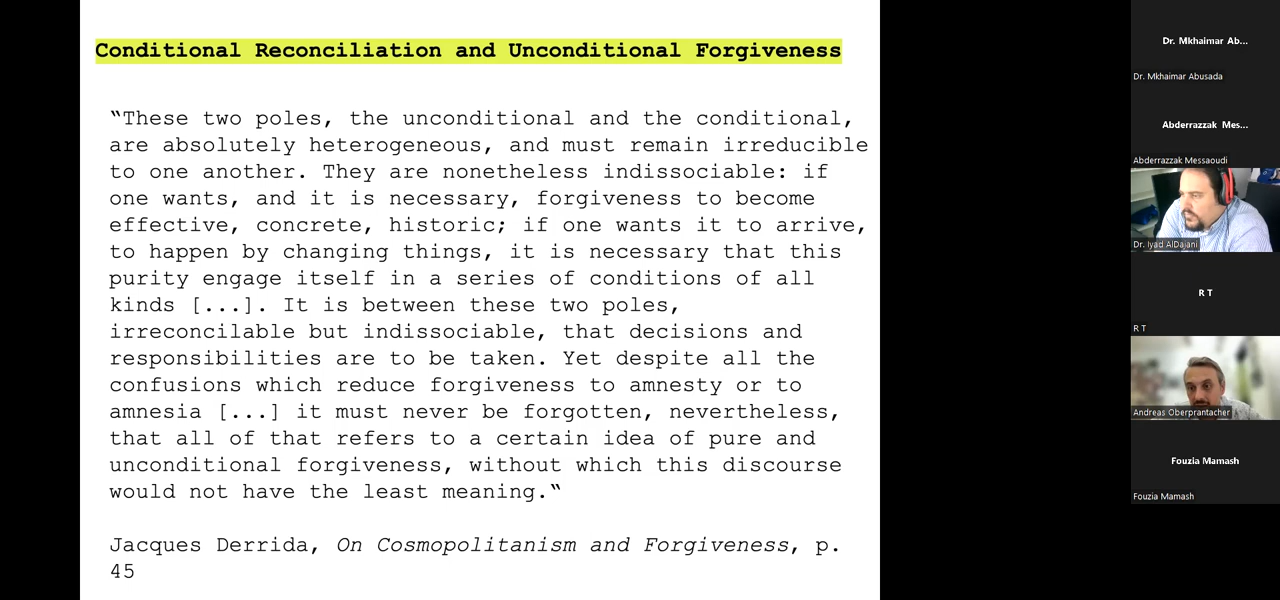 Conditional Reconciliation and Unconditional Forgiveness
“These two poles, the unconditional and the conditional,
are absolutely heterogeneous, and must remain irreducible
to one another. They are nonetheless indissociable: if
one wants, and it is necessary, forgiveness to become
effective, concrete, historic; if one wants it to arrive,
to happen by changing things, it is necessary that this
purity engage itself in a series of conditions of all
kinds [...]. It is between these two poles,
irreconcilable but indissociable, that decisions and
responsibilities are to be taken. Yet despite all the
confusions which reduce forgiveness to amnesty or to
amnesia [...] it must never be forgotten, nevertheless,
that all of that refers to a certain idea of pure and
unconditional forgiveness, without which this discourse
would not have the least meaning.“
Jacques Derrida, On Cosmopolitanism and Forgiveness, p.
45
Dr. Mkhaimar Ab...
Dr. Mkhaimar Abusada
Abderrazzak Mes...
Abderrazzak Messaoudi
Dr. Iyad AlDajani
R T
R T
Andreas Oberprantacher
Fouzia Mamash
Fouzia Mamash